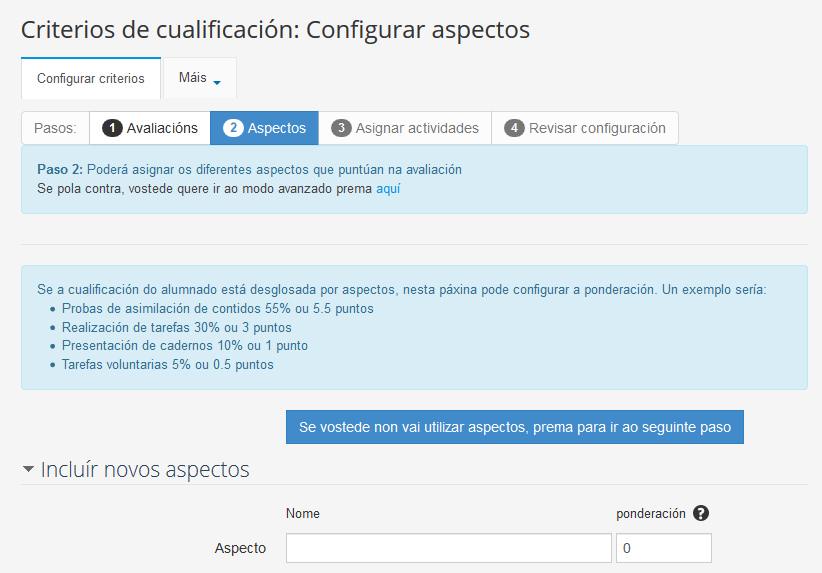 Criterios de cualificación: Configurar aspectos
Configurar criterios Máis
Pasos: 1 Avaliacións 2 Aspectos 3 Asignar actividades 4 Revisar configuración
Paso 2: Poderá asignar os diferentes aspectos que puntúan na avaliación
Se pola contra, vostede quere ir ao modo avanzado prema aquí
Se a cualificación do alumnado está desglosada por aspectos, nesta páxina pode configurar a ponderación. Un exemplo sería:
• Probas de asimilación de contidos 55% ou 5.5 puntos
• Realización de tarefas 30% ou 3 puntos
• Presentación de cadernos 10% ou 1 punto
• Tarefas voluntarias 5% ou 0.5 puntos
Se vostede non vai utilizar aspectos, prema para ir ao seguinte paso
Incluír novos aspectos
Nome ponderación ?
Aspecto 0